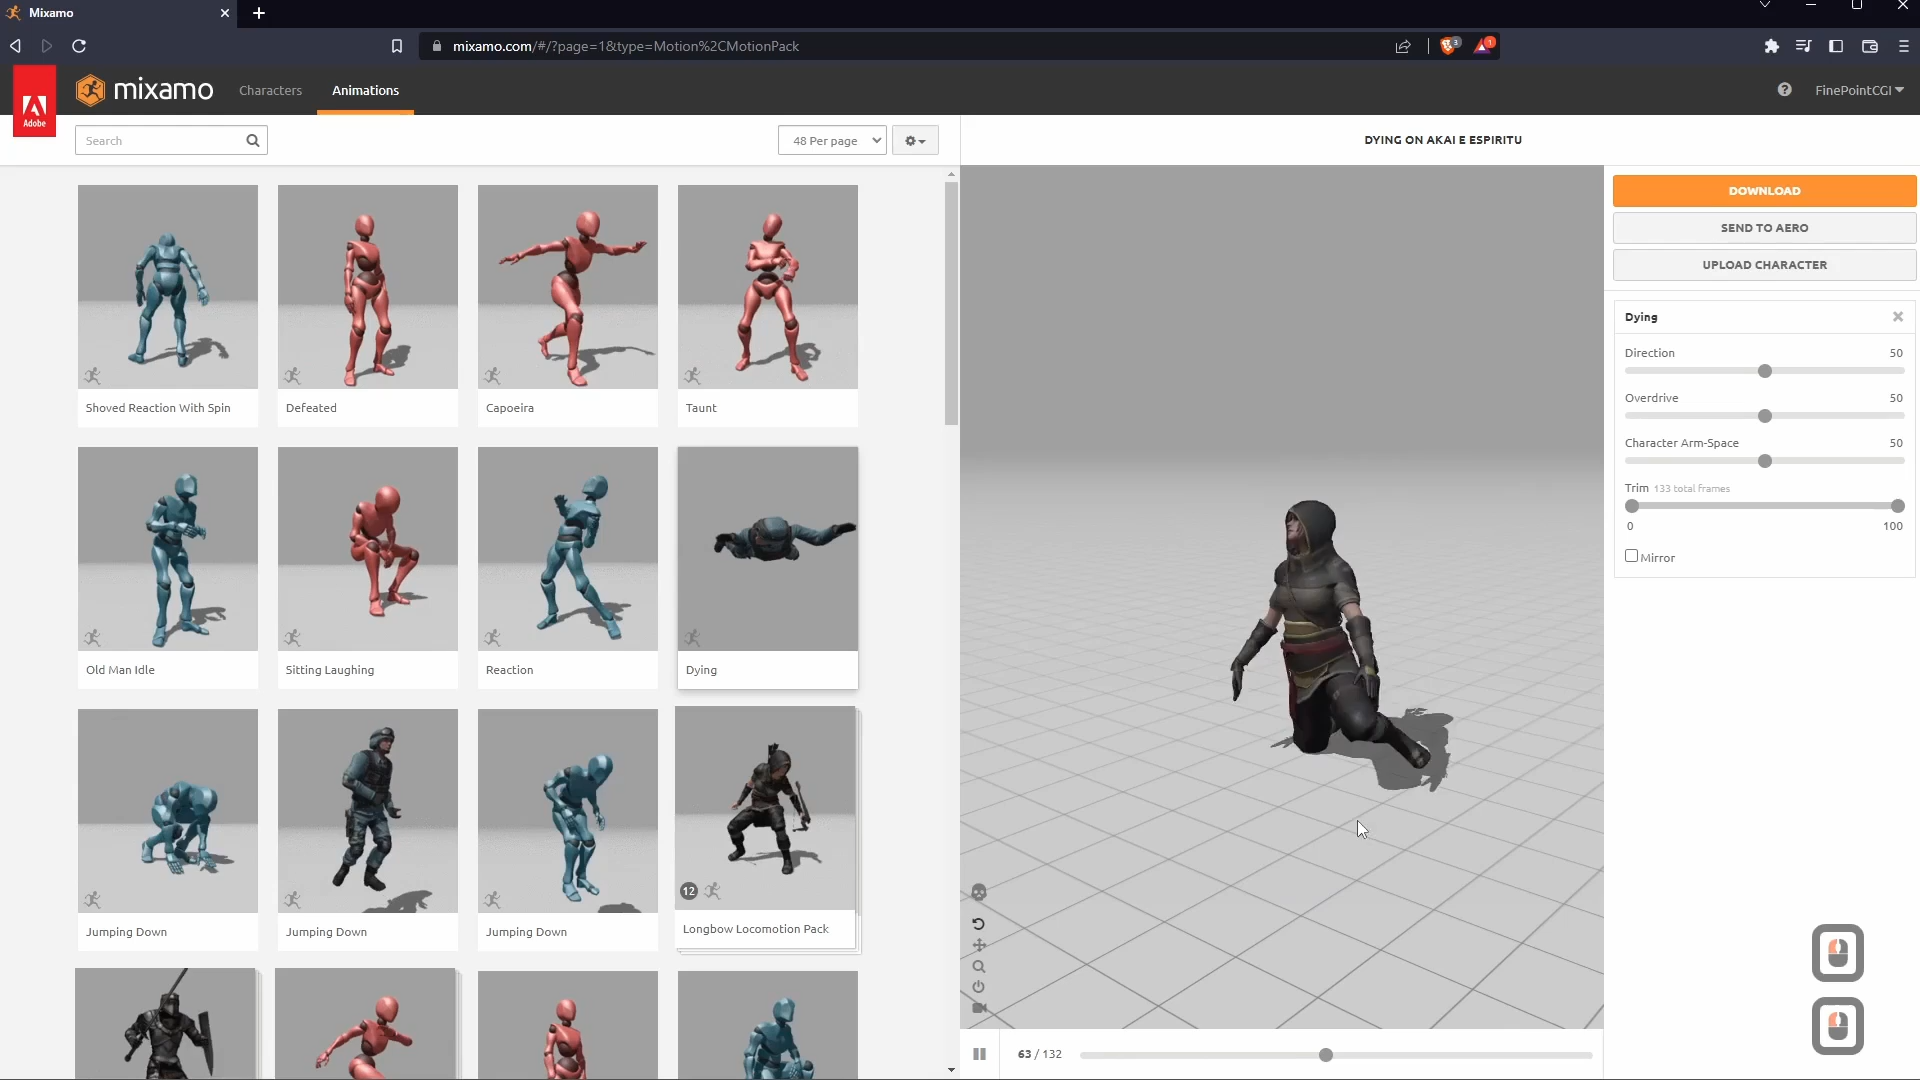 Mixamo
mixamo.com/#/?page=1&type=Motion%2CMotionPack
3
1
Adobe
mixamo
Characters
Animations
FinePointCGI
Search
48 Per page
DYING ON AKAI E ESPIRITU
DOWNLOAD
SEND TO AERO
UPLOAD CHARACTER
Shoved Reaction With Spin
Defeated
Capoeira
Taunt
Dying
Direction
50
Overdrive
50
Character Arm-Space
50
Trim 133 total frames
0
100
Mirror
Old Man Idle
Sitting Laughing
Reaction
Dying
12
Jumping Down
Jumping Down
Jumping Down
Longbow Locomotion Pack
63 / 132